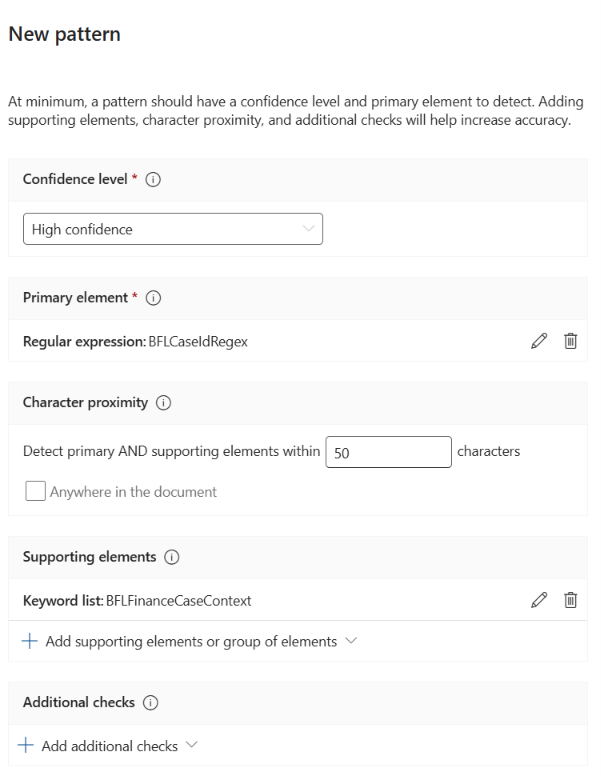 New pattern
At minimum, a pattern should have a confidence level and primary element to detect. Adding
supporting elements, character proximity, and additional checks will help increase accuracy.
Confidence level *
High confidence
Primary element *
Regular expression: BFLCaseIdRegex
Character proximity
Detect primary AND supporting elements within 50 characters
Anywhere in the document
Supporting elements
Keyword list: BFLFinanceCaseContext
Add supporting elements or group of elements
Additional checks
Add additional checks